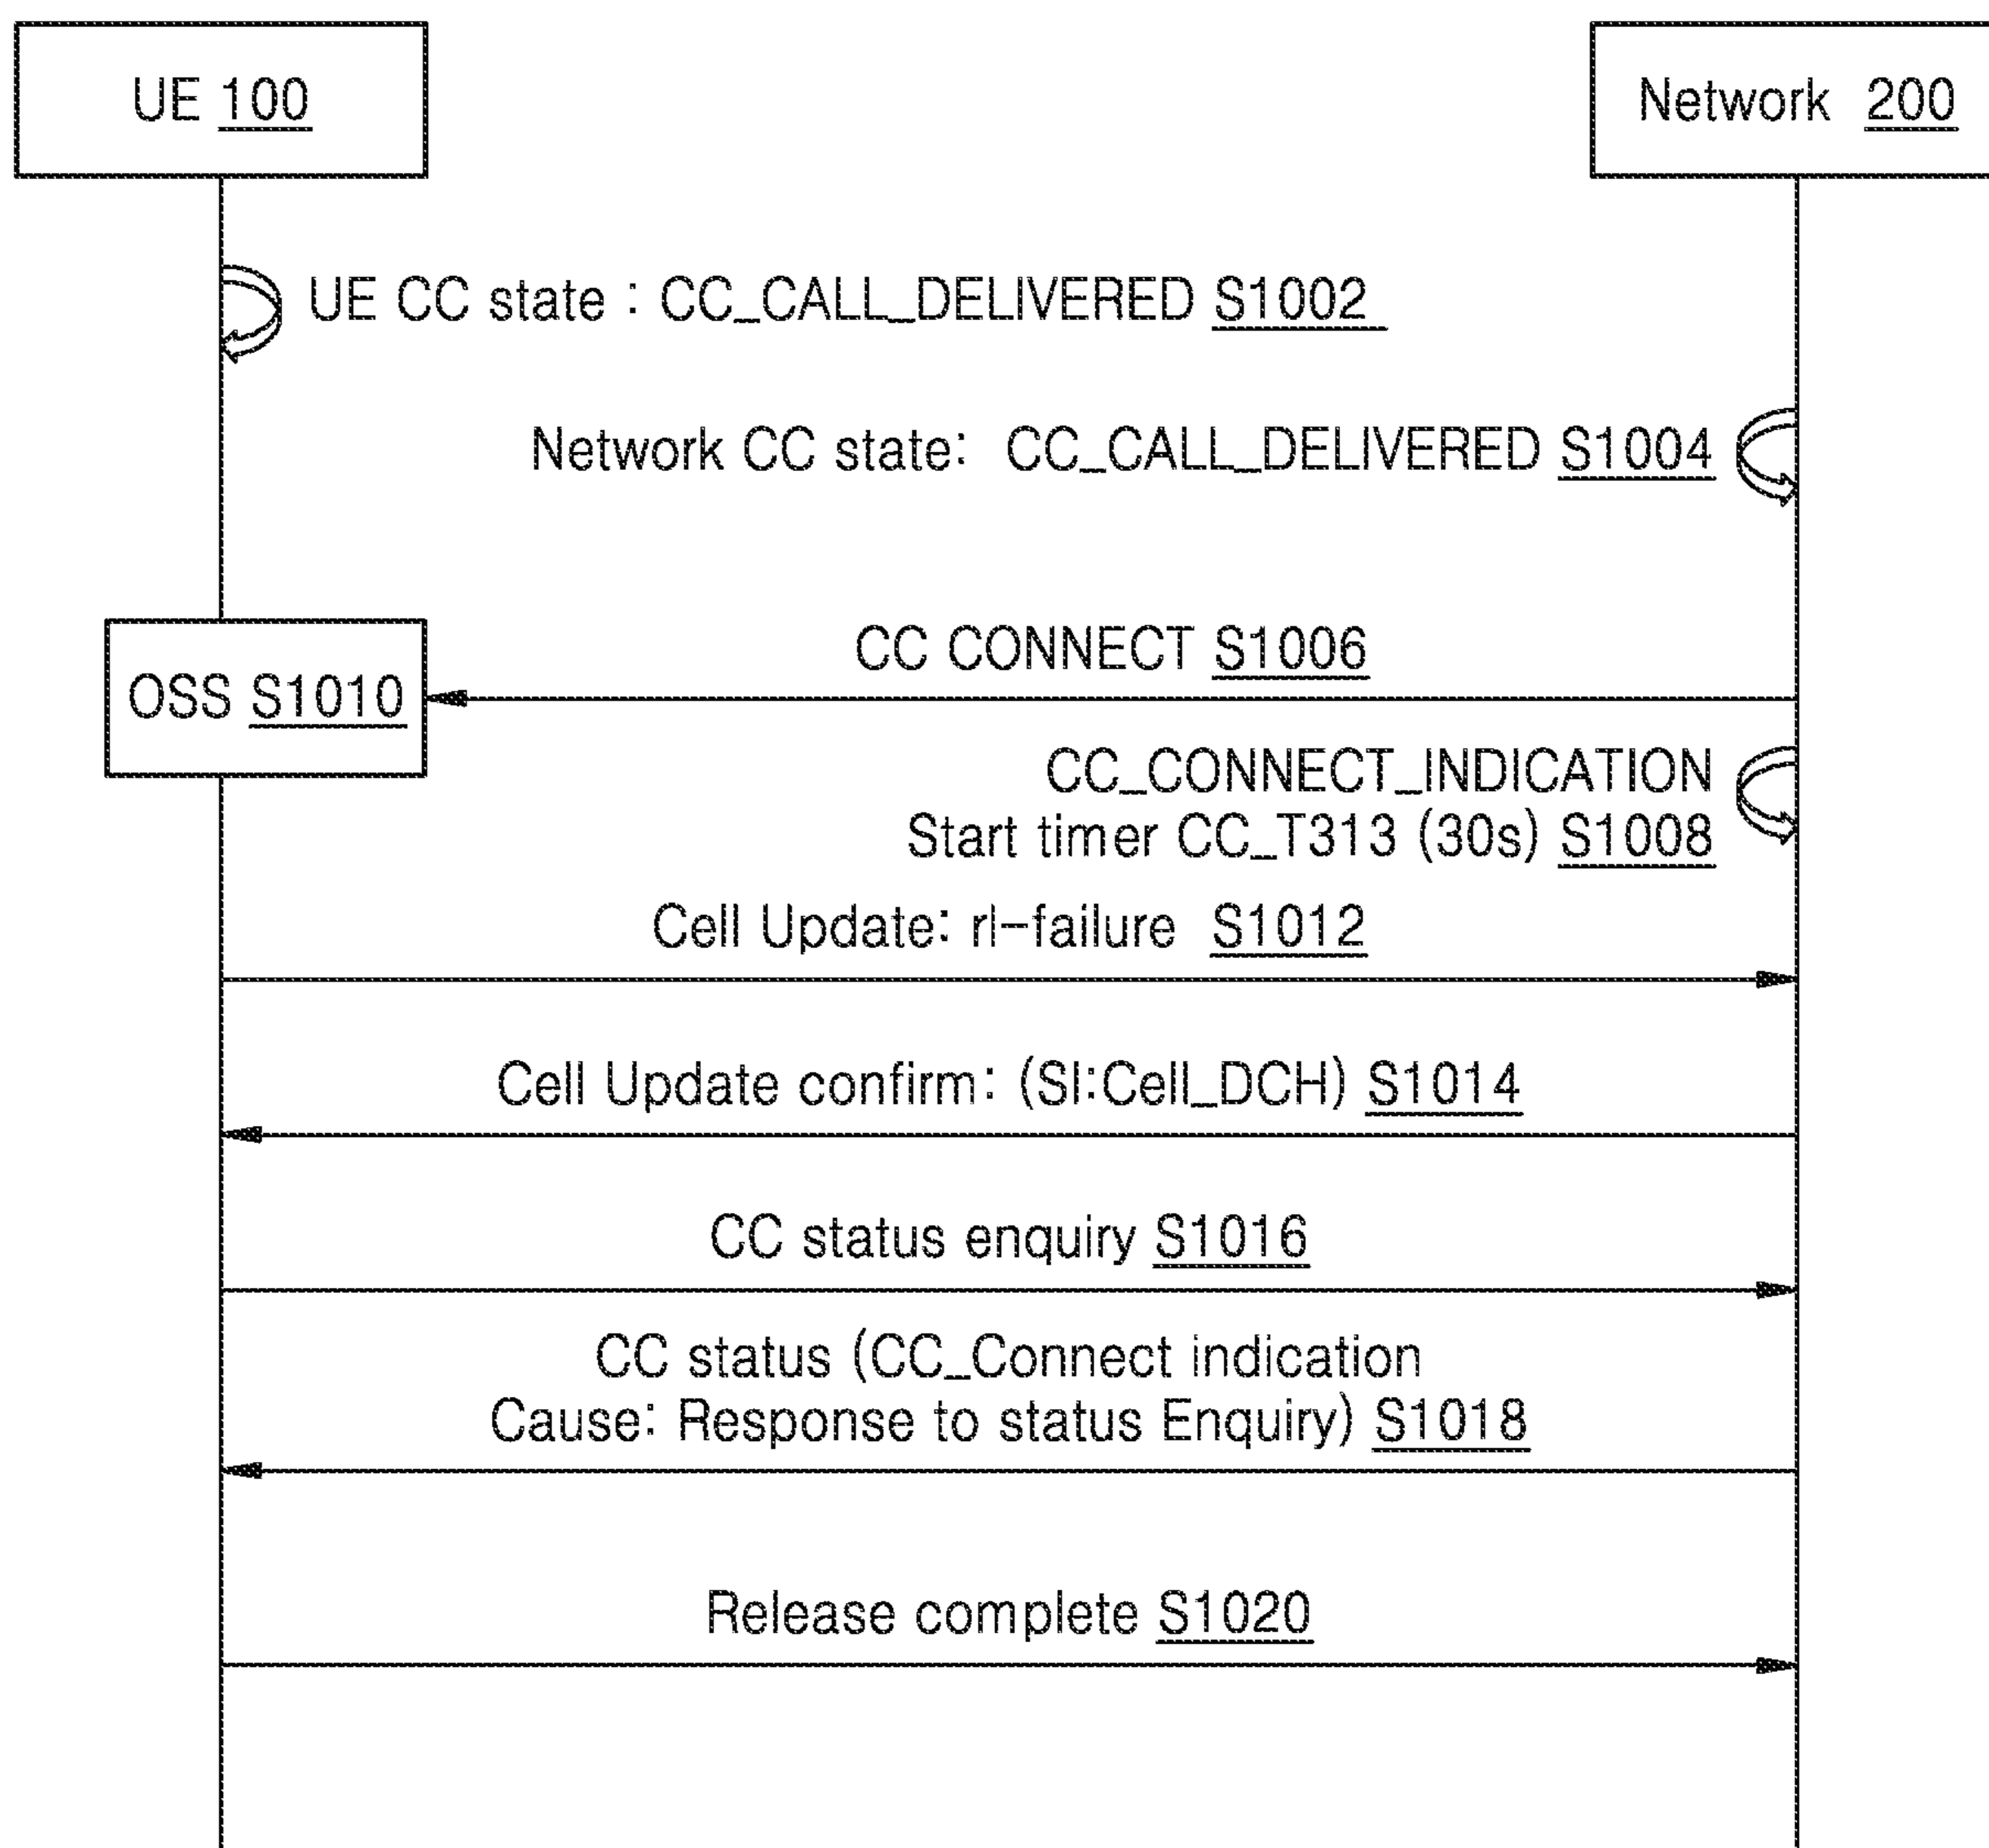 UE 100
Network 200
UE CC state : CC_CALL_DELIVERED S1002
Network CC state: CC_CALL_DELIVERED S1004
CC CONNECT S1006
OSS S1010
CC_CONNECT_INDICATION
Start timer CC_T313 (30s) S1008
Cell Update: rl-failure S1012
Cell Update confirm: (SI:Cell_DCH) S1014
CC status enquiry S1016
CC status (CC_Connect indication
Cause: Response to status Enquiry) S1018
Release complete S1020